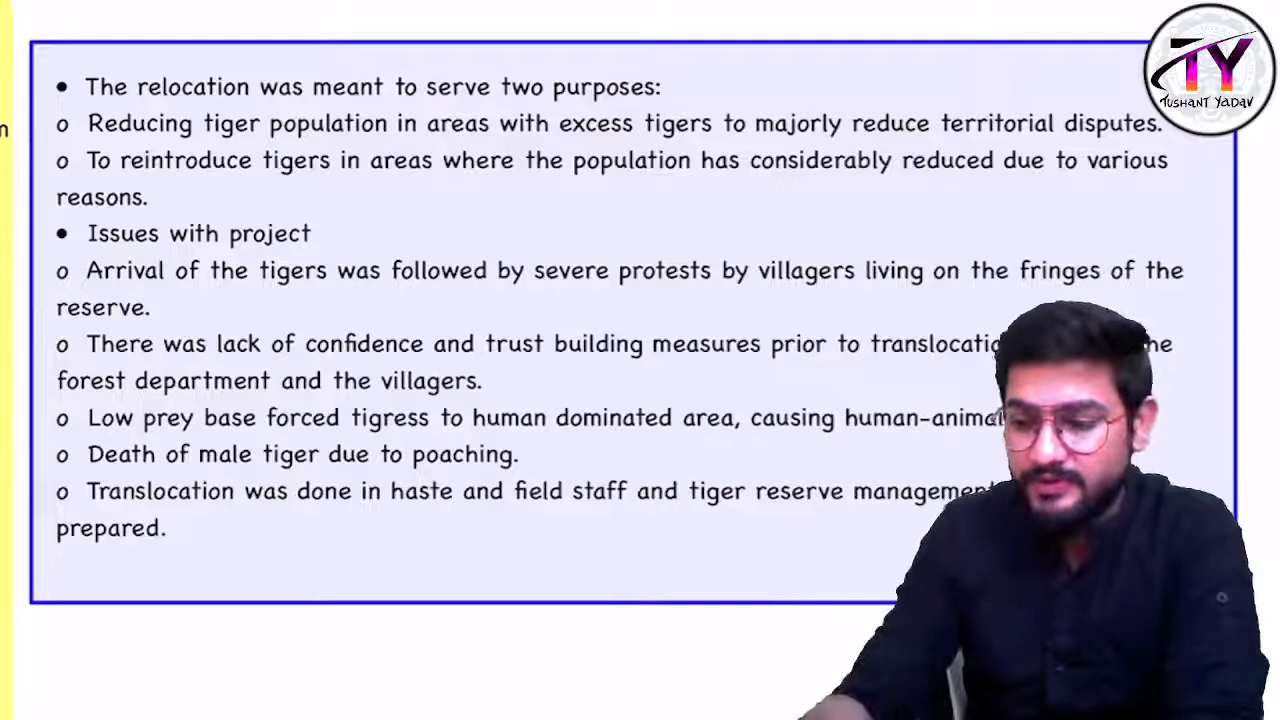 TY
TUSHANT YADAV
• The relocation was meant to serve two purposes:
o Reducing tiger population in areas with excess tigers to majorly reduce territorial disputes.
o To reintroduce tigers in areas where the population has considerably reduced due to various
reasons.
• Issues with project
o Arrival of the tigers was followed by severe protests by villagers living on the fringes of the
reserve.
o There was lack of confidence and trust building measures prior to
forest department and the villagers.
o Low prey base forced tigress to human dominated area, causing
o Death of male tiger due to poaching.
o Translocation was done in haste and field staff and tiger reserve management
prepared.